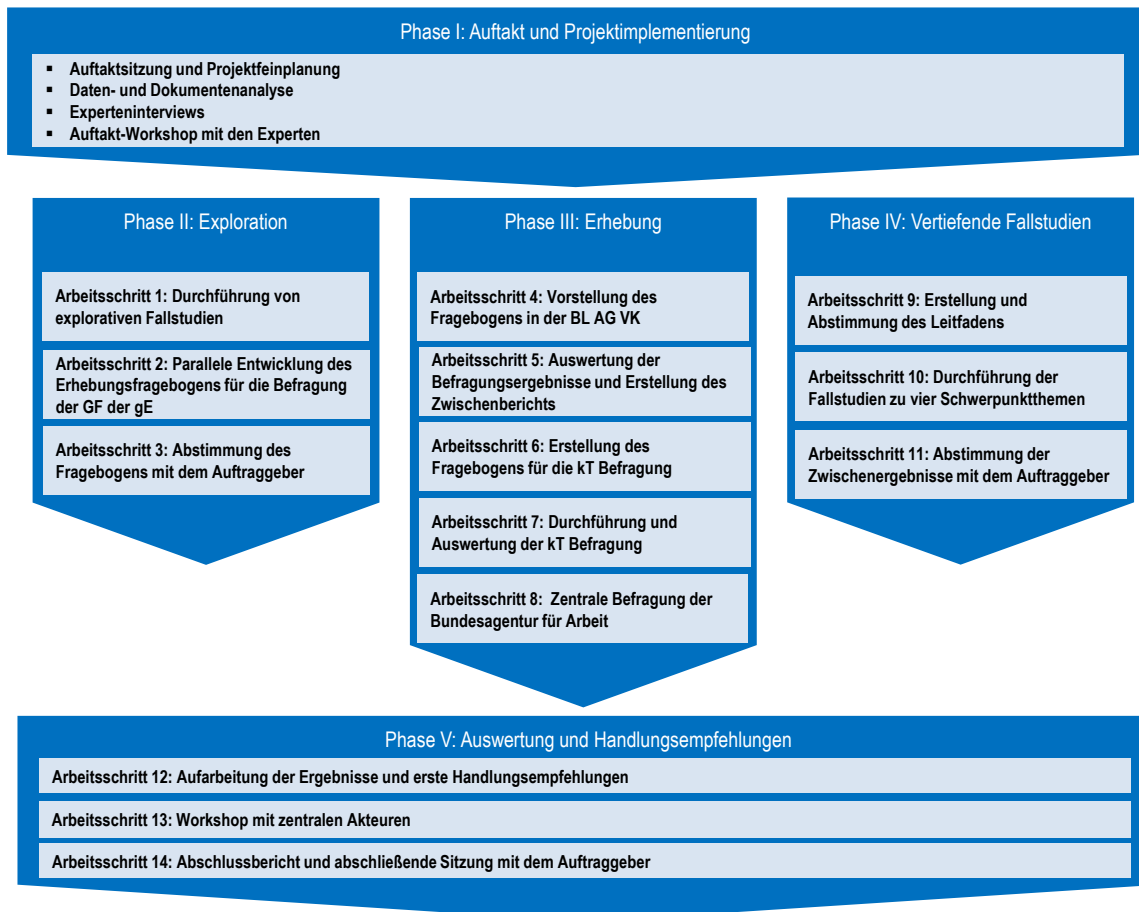 Phase I: Auftakt und Projektimplementierung
▪ Auftaktsitzung und Projektfeinplanung
▪ Daten- und Dokumentenanalyse
▪ Experteninterviews
▪ Auftakt-Workshop mit den Experten
Phase II: Exploration
Arbeitsschritt 1: Durchführung von
explorativen Fallstudien
Arbeitsschritt 2: Parallele Entwicklung des
Erhebungsfragebogens für die Befragung
der GF der gE
Arbeitsschritt 3: Abstimmung des
Fragebogens mit dem Auftraggeber
Phase III: Erhebung
Arbeitsschritt 4: Vorstellung des
Fragebogens in der BL AG VK
Arbeitsschritt 5: Auswertung der
Befragungsergebnisse und Erstellung des
Zwischenberichts
Arbeitsschritt 6: Erstellung des
Fragebogens für die kT Befragung
Arbeitsschritt 7: Durchführung und
Auswertung der kT Befragung
Arbeitsschritt 8: Zentrale Befragung der
Bundesagentur für Arbeit
Phase IV: Vertiefende Fallstudien
Arbeitsschritt 9: Erstellung und
Abstimmung des Leitfadens
Arbeitsschritt 10: Durchführung der
Fallstudien zu vier Schwerpunktthemen
Arbeitsschritt 11: Abstimmung der
Zwischenergebnisse mit dem Auftraggeber
Phase V: Auswertung und Handlungsempfehlungen
Arbeitsschritt 12: Aufarbeitung der Ergebnisse und erste Handlungsempfehlungen
Arbeitsschritt 13: Workshop mit zentralen Akteuren
Arbeitsschritt 14: Abschlussbericht und abschließende Sitzung mit dem Auftraggeber